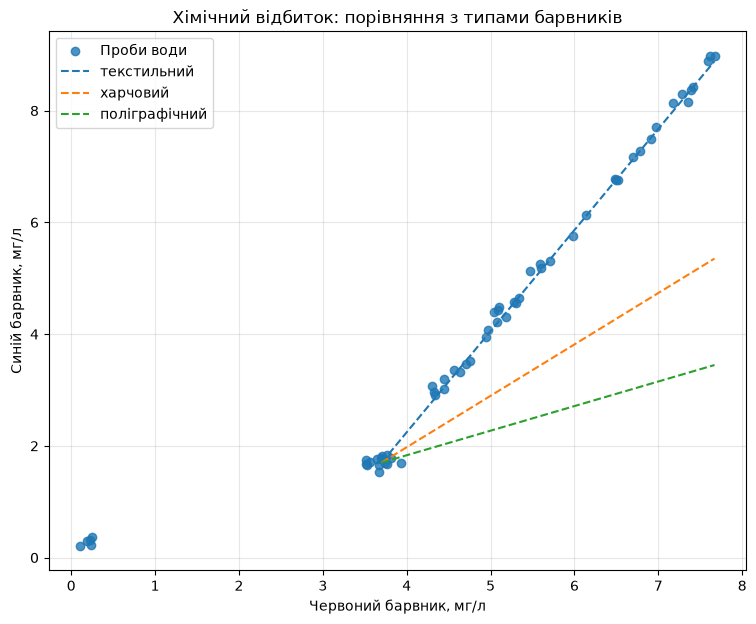 Хімічний відбиток: порівняння з типами барвників
Проби води
текстильний
харчовий
поліграфічний
Синій барвник, мг/л
8
6
4
2
0
0 1 2 3 4 5 6 7 8
Червоний барвник, мг/л